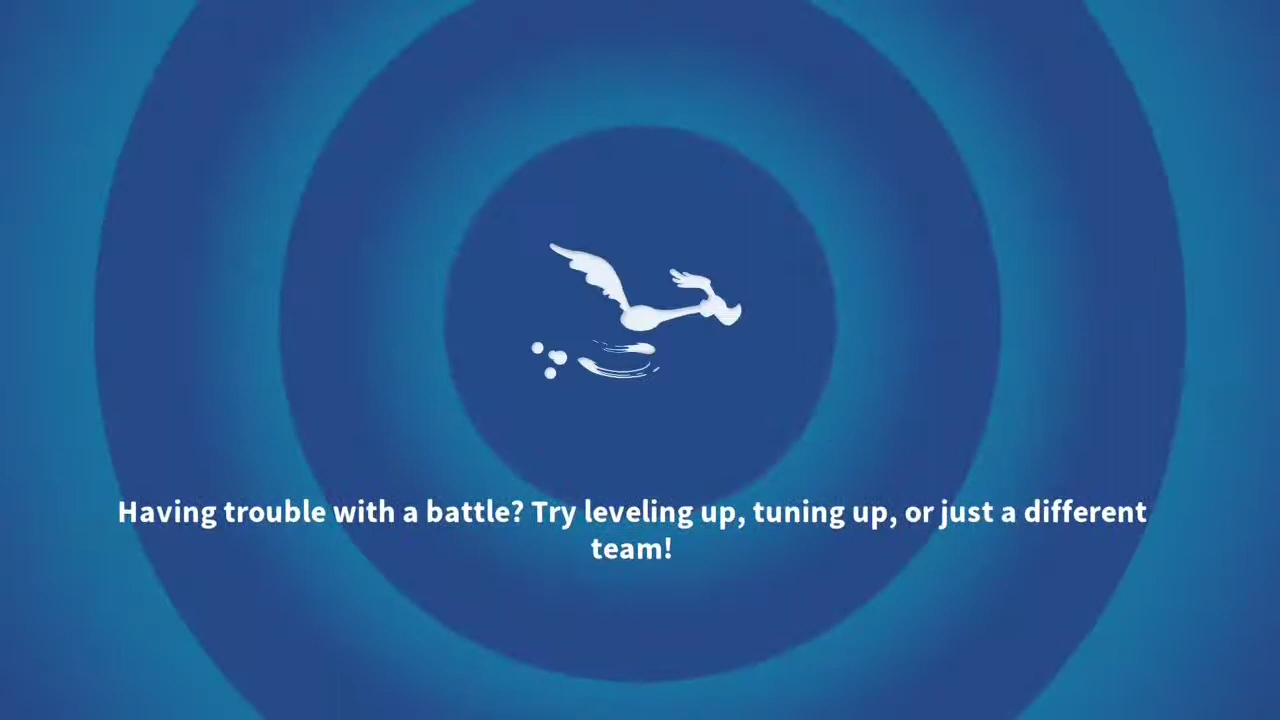 Having trouble with a battle? Try leveling up, tuning up, or just a different
team!